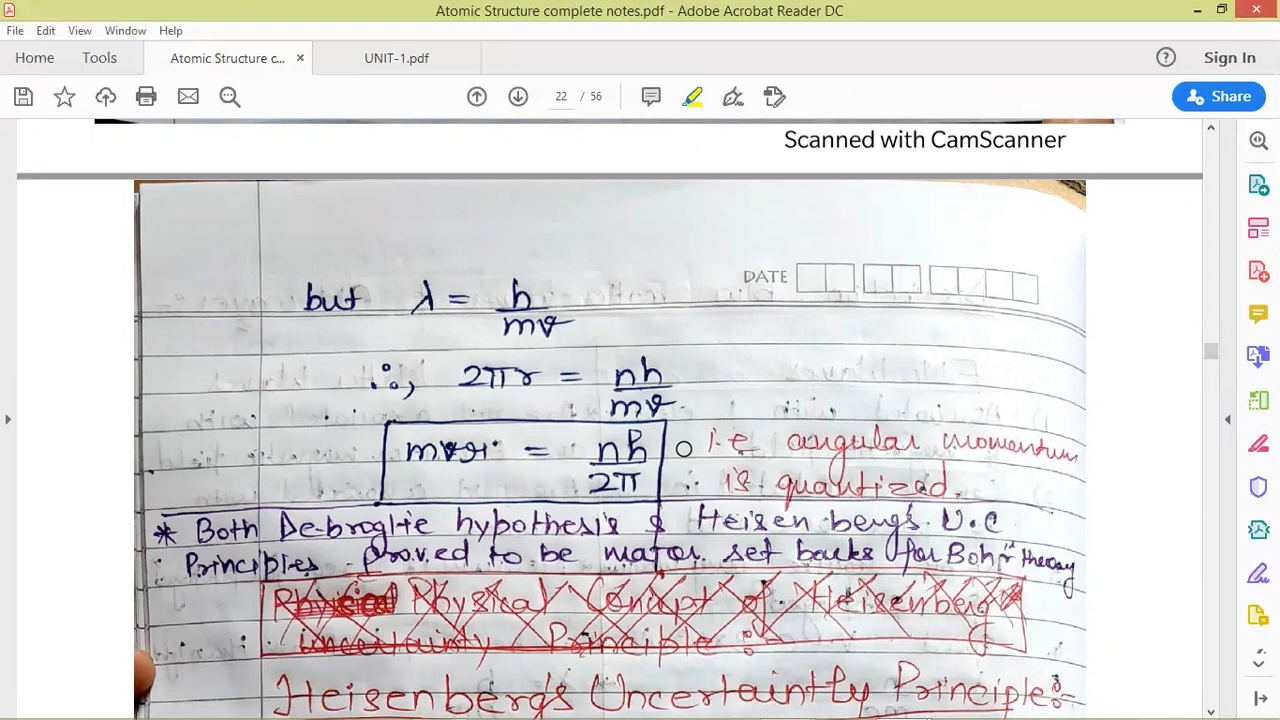 Atomic Structure complete notes.pdf - Adobe Acrobat Reader DC
File Edit View Window Help
Home Tools Atomic Structure c... × UNIT-1.pdf Sign In
22 / 56 Share
Scanned with CamScanner
DATE
but λ = h/mv
∴, 2πr = nh/mv
mvr = nh/2π i.e angular momentum
is quantized.
* Both De-broglie hypothesis & Heisenberg's U.C
Principles proved to be major set backs for Bohr's theory
Physical Physical Concept of Heisenberg
uncertainty Principle :
Heisenberg's Uncertaintly Principle:-